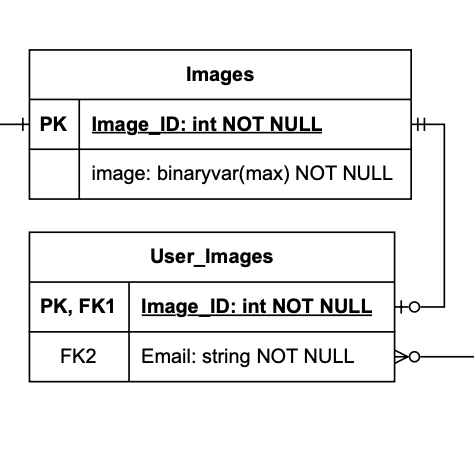 Images
PK Image_ID: int NOT NULL
image: binaryvar(max) NOT NULL
User_Images
PK, FK1 Image_ID: int NOT NULL
FK2 Email: string NOT NULL